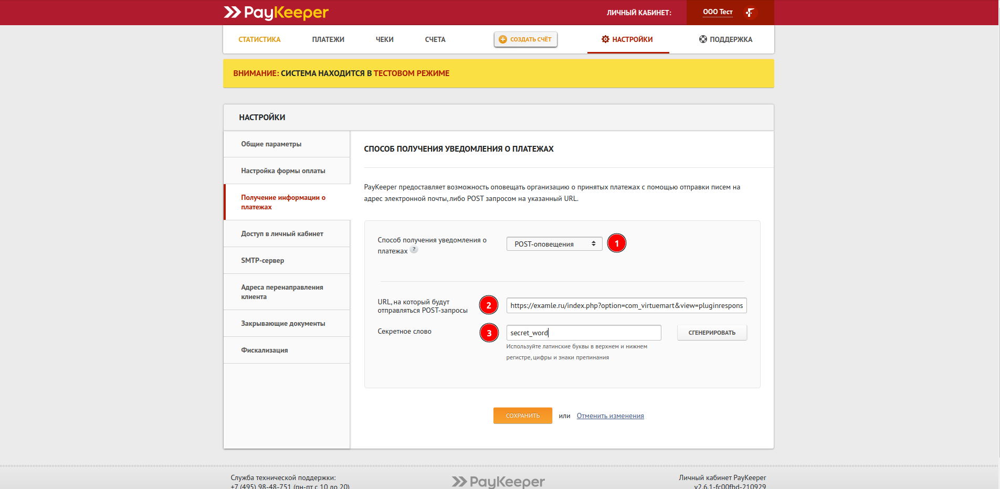 PayKeeper
ЛИЧНЫЙ КАБИНЕТ:
ООО Тест
СТАТИСТИКА
ПЛАТЕЖИ
ЧЕКИ
СЧЕТА
СОЗДАТЬ СЧЁТ
НАСТРОЙКИ
ПОДДЕРЖКА
ВНИМАНИЕ: СИСТЕМА НАХОДИТСЯ В ТЕСТОВОМ РЕЖИМЕ
НАСТРОЙКИ
Общие параметры
Настройка формы оплаты
Получение информации о
платежах
Доступ в личный кабинет
SMTP-сервер
Адреса перенаправления
клиента
Закрывающие документы
Фискализация
СПОСОБ ПОЛУЧЕНИЯ УВЕДОМЛЕНИЯ О ПЛАТЕЖАХ
PayKeeper предоставляет возможность оповещать организацию о принятых платежах с помощью отправки писем на
адрес электронной почты, либо POST запросом на указанный URL.
Способ получения уведомления о
платежах ?
POST-оповещения
1
URL, на который будут
отправляться POST-запросы
2
https://examle.ru/index.php?option=com_virtuemart&view=pluginrespons
Секретное слово
3
secret_word
СГЕНЕРИРОВАТЬ
Используйте латинские буквы в верхнем и нижнем
регистре, цифры и знаки препинания
СОХРАНИТЬ
или
Отменить изменения
Служба технической поддержки:
+7 (495) 98-48-751 (пн-пт с 10 до 20)
PayKeeper
Личный кабинет PayKeeper
v2.6.1-fc00fbd-210929